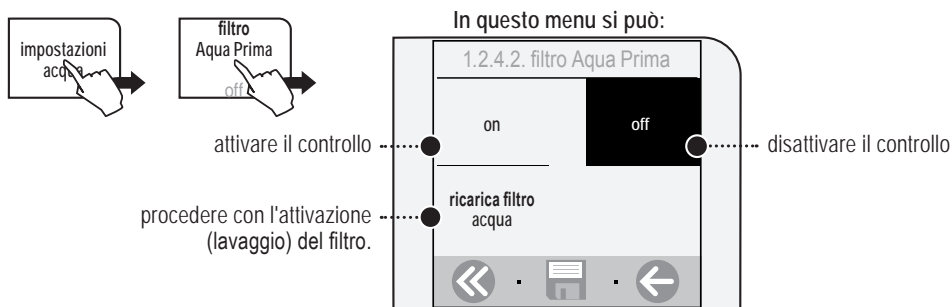 In questo menu si può:
impostazioni
acqua
filtro
Aqua Prima
off
1.2.4.2. filtro Aqua Prima
on
off
attivare il controllo
disattivare il controllo
ricarica filtro
acqua
procedere con l'attivazione
(lavaggio) del filtro.